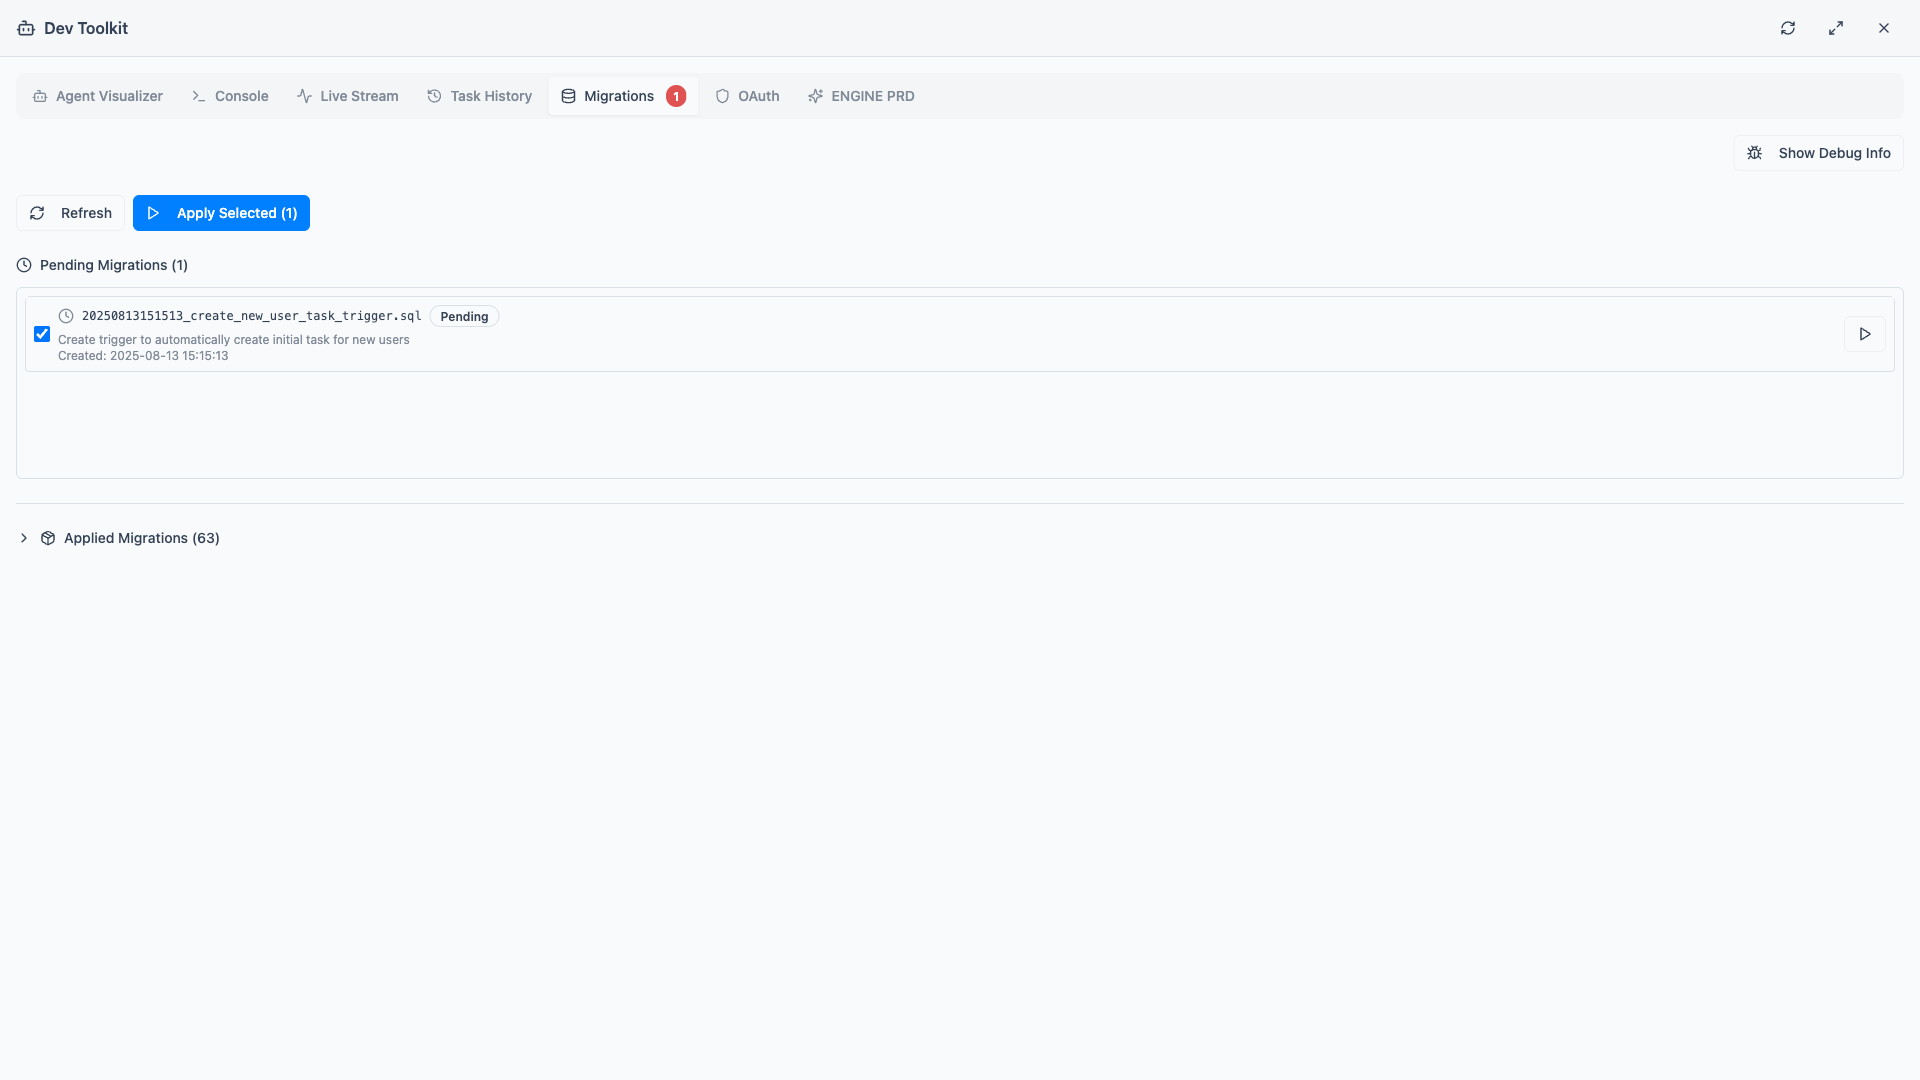 Dev Toolkit
Agent Visualizer
Console
Live Stream
Task History
Migrations 1
OAuth
ENGINE PRD
Show Debug Info
Refresh
Apply Selected (1)
Pending Migrations (1)
20250813151513_create_new_user_task_trigger.sql Pending
Create trigger to automatically create initial task for new users
Created: 2025-08-13 15:15:13
Applied Migrations (63)